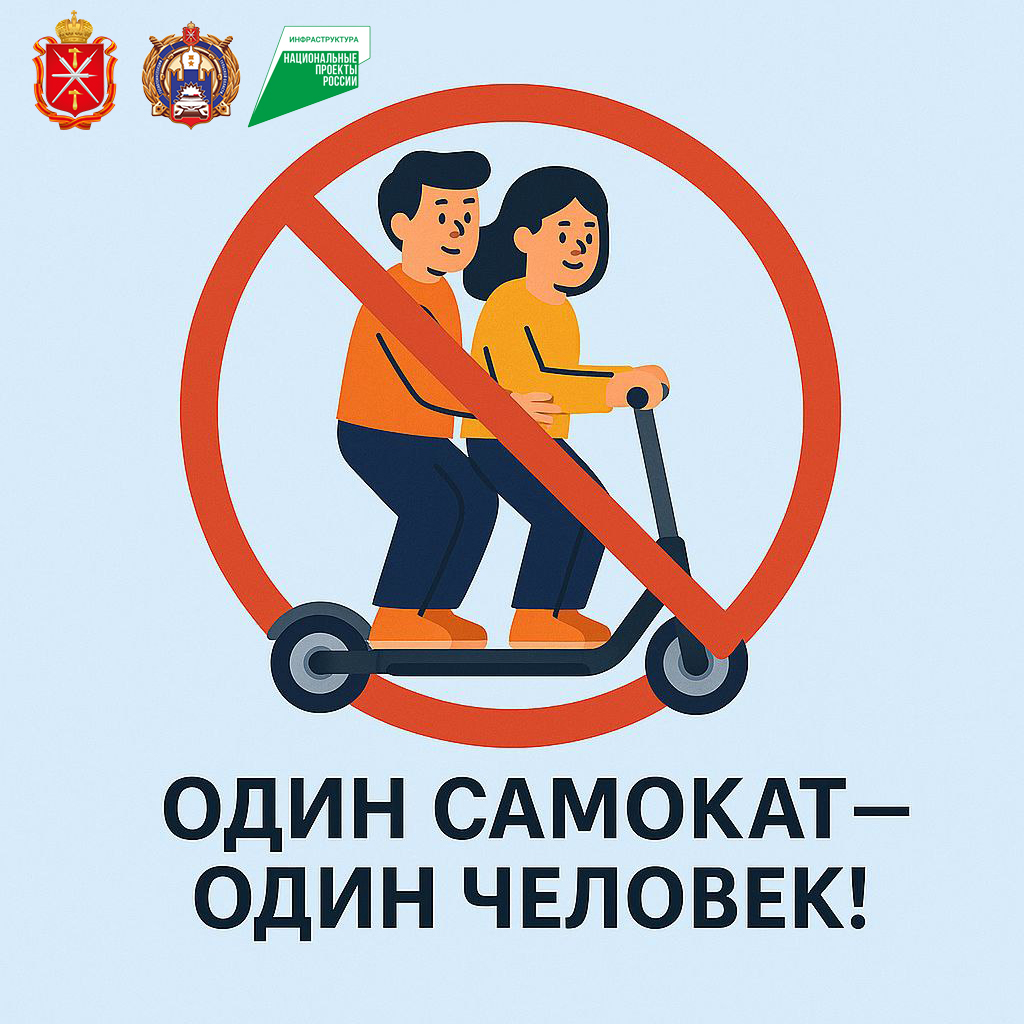 ИНФРАСТРУКТУРА
НАЦИОНАЛЬНЫЕ
ПРОЕКТЫ
РОССИИ
ОДИН САМОКАТ—
ОДИН ЧЕЛОВЕК!